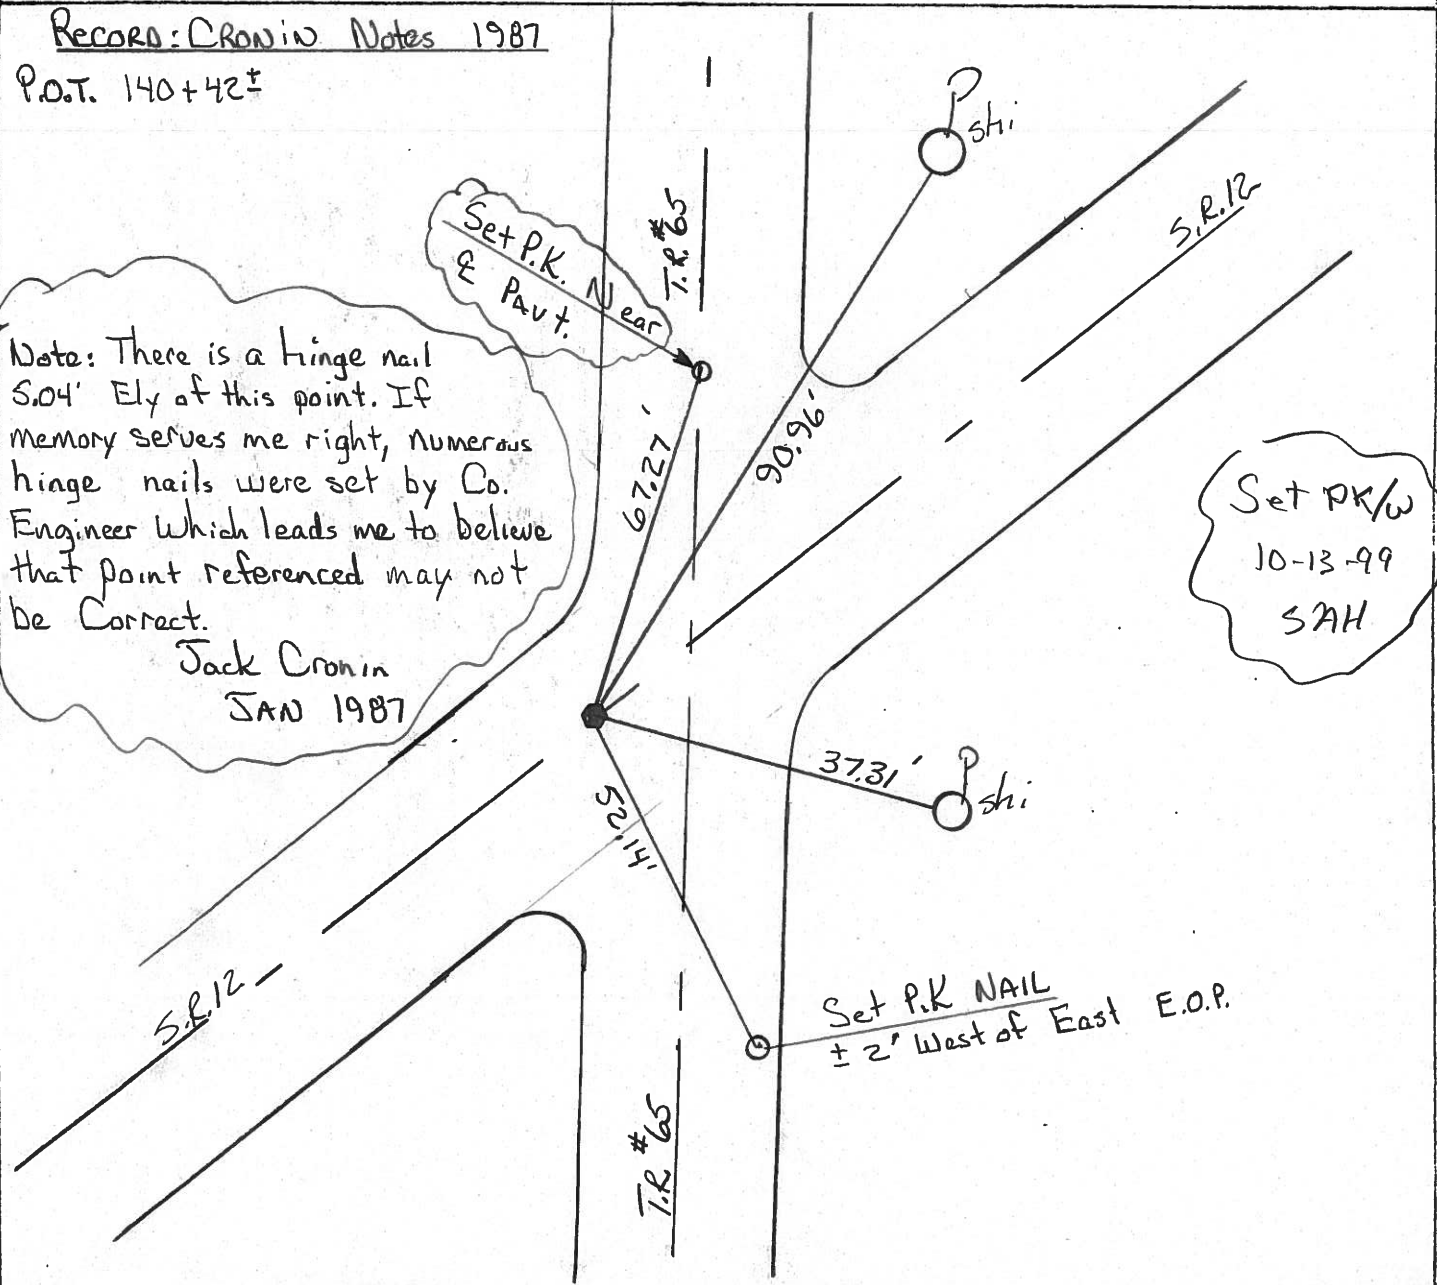 RECORD: CRONIN Notes 1987
P.O.T. 140+42±
P
shi
S.R.12
T.R.#65
Set P.K. Near
℄ PAvt.
Note: There is a hinge nail
5.04' Ely of this point. If
memory serves me right, numerous
hinge nails were set by Co.
Engineer Which leads me to believe
that point referenced may not
be Correct.
Jack Cronin
JAN 1987
67.27'
90.96'
Set PK/W
10-13-99
SAH
37.31'
P
shi
52.14'
S.R.12
Set P.K NAIL
± 2' West of East E.O.P.
T.R.#65